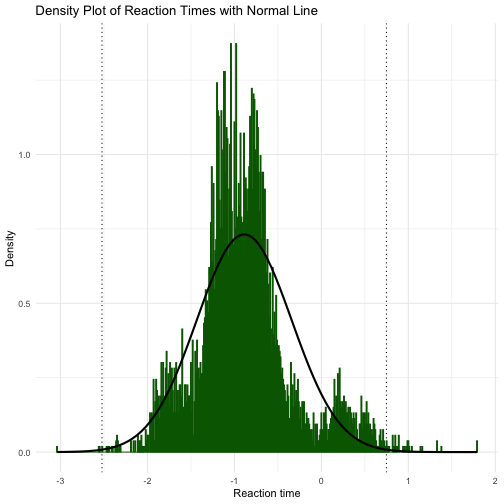 Density Plot of Reaction Times with Normal Line
Density
1.0
0.5
0.0
-3 -2 -1 0 1 2
Reaction time